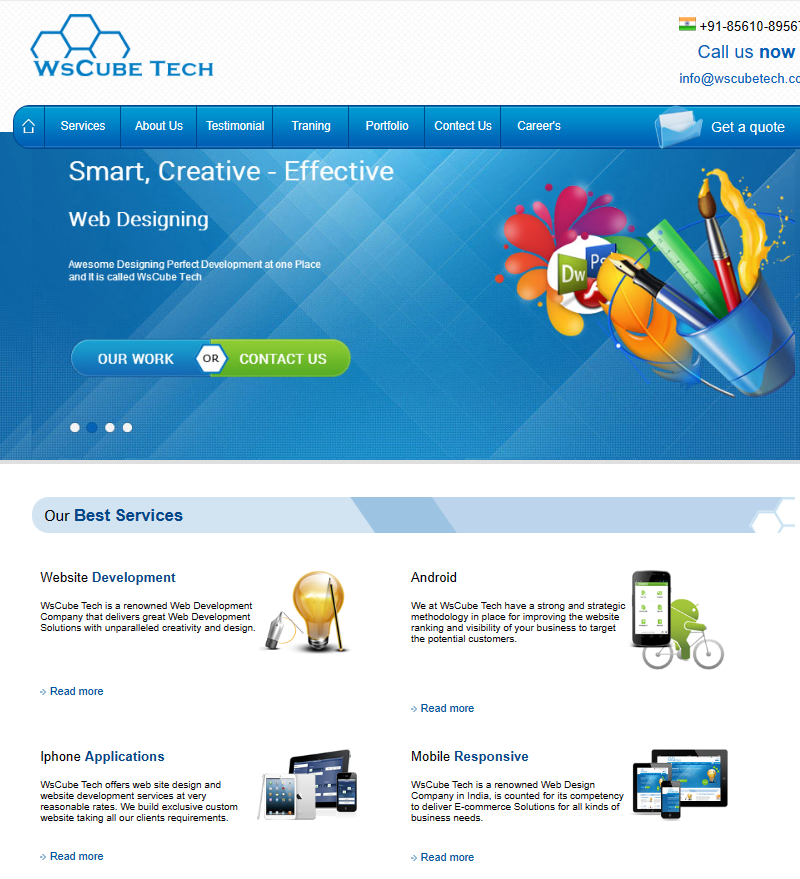 WsCube Tech
+91-85610-89567
Call us now
info@wscubetech.co
Services
About Us
Testimonial
Traning
Portfolio
Contect Us
Career's
Get a quote
Smart, Creative - Effective
Web Designing
Awesome Designing Perfect Development at one Place
and It is called WsCube Tech
Dw
Ps
OUR WORK
OR
CONTACT US
Our Best Services
Website Development
WsCube Tech is a renowned Web Development
Company that delivers great Web Development
Solutions with unparalleled creativity and design.
Read more
Android
We at WsCube Tech have a strong and strategic
methodology in place for improving the website
ranking and visibility of your business to target
the potential customers.
Read more
Iphone Applications
WsCube Tech offers web site design and
website development services at very
reasonable rates. We build exclusive custom
website taking all our clients requirements.
Read more
Mobile Responsive
WsCube Tech is a renowned Web Design
Company in India, is counted for its competency
to deliver E-commerce Solutions for all kinds of
business needs.
Read more